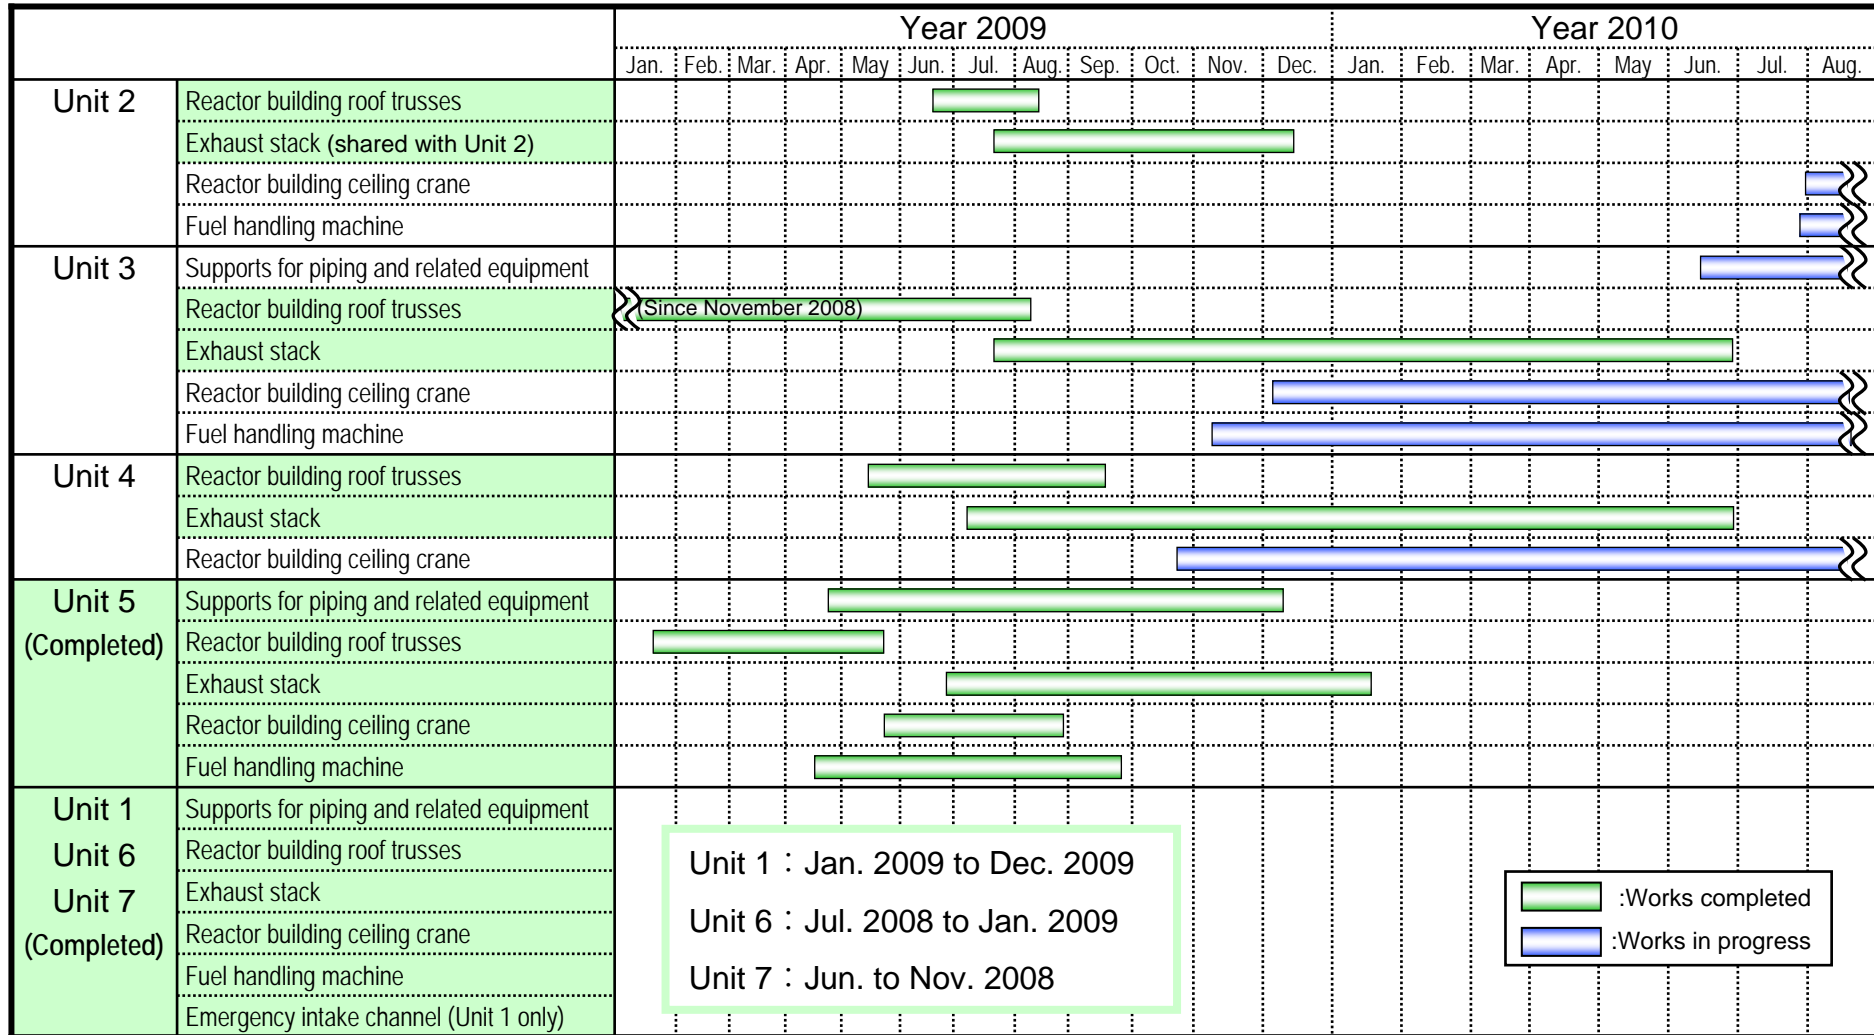 Year 2009 Year 2010
Jan. Feb. Mar. Apr. May Jun. Jul. Aug. Sep. Oct. Nov. Dec. Jan. Feb. Mar. Apr. May Jun. Jul. Aug.
Unit 2 Reactor building roof trusses
Exhaust stack (shared with Unit 2)
Reactor building ceiling crane
Fuel handling machine
Unit 3 Supports for piping and related equipment
Reactor building roof trusses (Since November 2008)
Exhaust stack
Reactor building ceiling crane
Fuel handling machine
Unit 4 Reactor building roof trusses
Exhaust stack
Reactor building ceiling crane
Unit 5 Supports for piping and related equipment
(Completed) Reactor building roof trusses
Exhaust stack
Reactor building ceiling crane
Fuel handling machine
Unit 1 Supports for piping and related equipment
Unit 6 Reactor building roof trusses
Unit 7 Exhaust stack
(Completed) Reactor building ceiling crane
Fuel handling machine
Emergency intake channel (Unit 1 only)
Unit 1：Jan. 2009 to Dec. 2009
Unit 6：Jul. 2008 to Jan. 2009
Unit 7：Jun. to Nov. 2008
:Works completed
:Works in progress